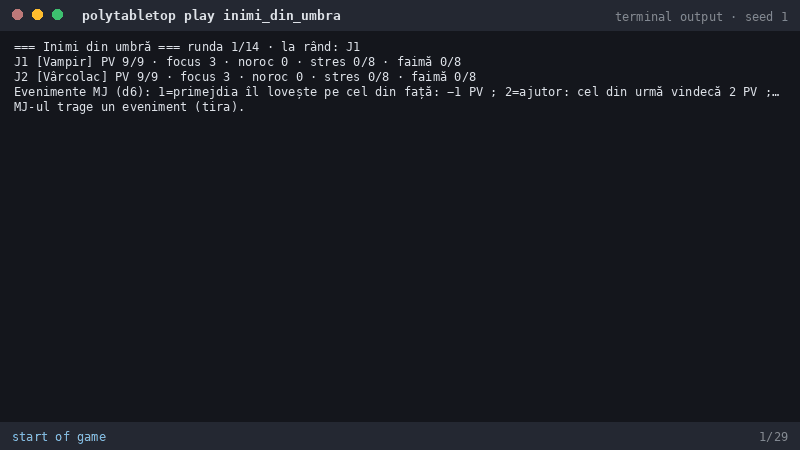 polytabletop play inimi_din_umbra
terminal output · seed 1
=== Inimi din umbră === runda 1/14 · la rând: J1
J1 [Vampir] PV 9/9 · focus 3 · noroc 0 · stres 0/8 · faimă 0/8
J2 [Vârcolac] PV 9/9 · focus 3 · noroc 0 · stres 0/8 · faimă 0/8
Evenimente MJ (d6): 1=primejdia îl lovește pe cel din față: −1 PV ; 2=ajutor: cel din urmă vindecă 2 PV ;…
MJ-ul trage un eveniment (tira).
start of game
1/29